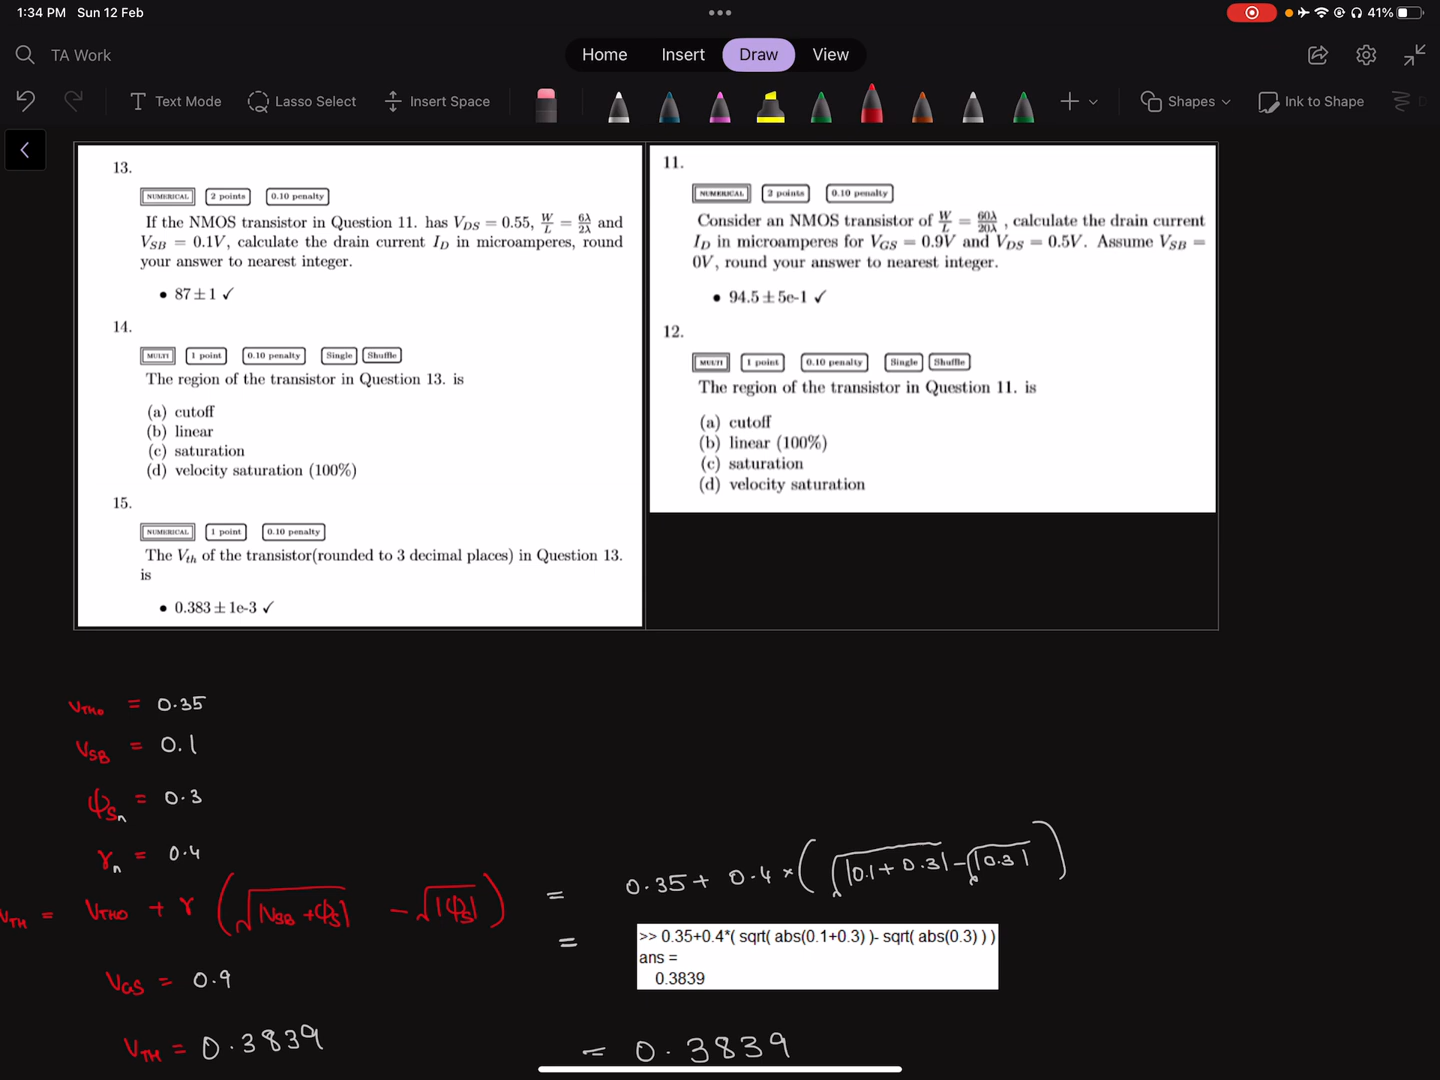 1:34 PM Sun 12 Feb
41%
TA Work
Home Insert Draw View
Text Mode Lasso Select Insert Space Shapes Ink to Shape
13.
NUMERICAL 2 points 0.10 penalty
If the NMOS transistor in Question 11. has V_DS = 0.55, W/L = 6λ/2λ and
V_SB = 0.1V, calculate the drain current I_D in microamperes, round
your answer to nearest integer.
• 87 ± 1 ✓
14.
MULTI 1 point 0.10 penalty Single Shuffle
The region of the transistor in Question 13. is
(a) cutoff
(b) linear
(c) saturation
(d) velocity saturation (100%)
15.
NUMERICAL 1 point 0.10 penalty
The V_th of the transistor(rounded to 3 decimal places) in Question 13.
is
• 0.383 ± 1e-3 ✓
11.
NUMERICAL 2 points 0.10 penalty
Consider an NMOS transistor of W/L = 60λ/20λ , calculate the drain current
I_D in microamperes for V_GS = 0.9V and V_DS = 0.5V. Assume V_SB =
0V, round your answer to nearest integer.
• 94.5 ± 5e-1 ✓
12.
MULTI 1 point 0.10 penalty Single Shuffle
The region of the transistor in Question 11. is
(a) cutoff
(b) linear (100%)
(c) saturation
(d) velocity saturation
V_TH0 = 0.35
V_SB = 0.1
ψ_Sn = 0.3
γ_n = 0.4
V_TH = V_TH0 + γ (√|V_SB + ψ_S| − √|ψ_S|) = 0.35 + 0.4 × (√|0.1 + 0.3| − √|0.3|)
=
>> 0.35+0.4*( sqrt( abs(0.1+0.3) )- sqrt( abs(0.3) ) )
ans =
0.3839
V_GS = 0.9
V_TH = 0.3839
= 0.3839